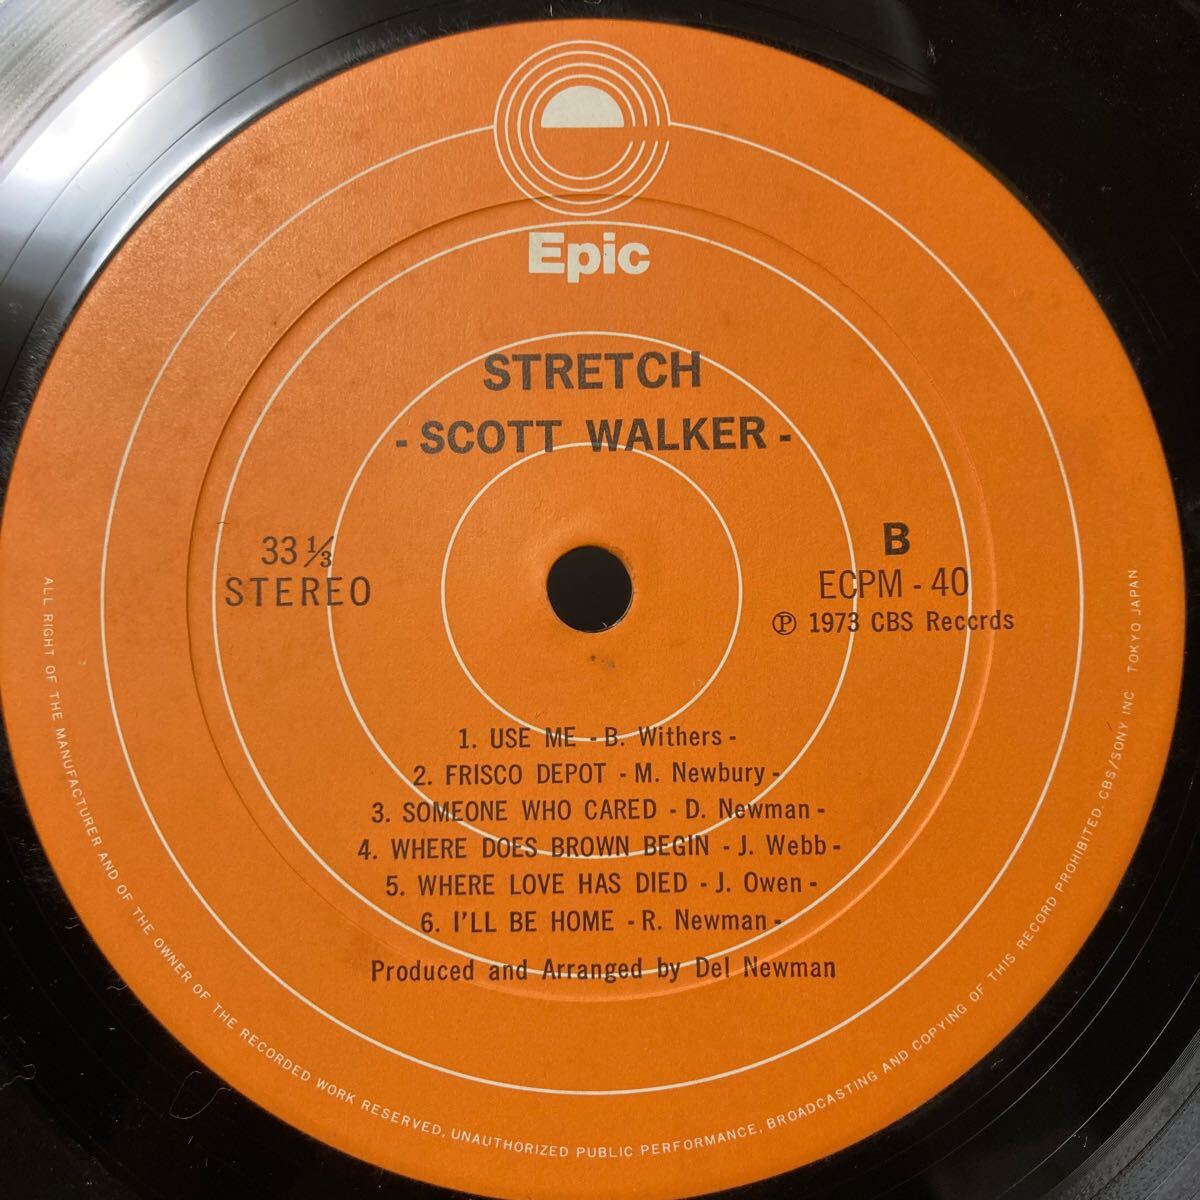 Epic
STRETCH
- SCOTT WALKER -
33 ⅓
STEREO
B
ECPM - 40
Ⓟ 1973 CBS Reccrds
1. USE ME - B. Withers -
2. FRISCO DEPOT - M. Newbury -
3. SOMEONE WHO CARED - D. Newman -
4. WHERE DOES BROWN BEGIN - J. Webb -
5. WHERE LOVE HAS DIED - J. Owen -
6. I'LL BE HOME - R. Newman -
Produced and Arranged by Del Newman
ALL RIGHT OF THE MANUFACTURER AND OF THE OWNER OF THE RECORDED WORK RESERVED. UNAUTHORIZED PUBLIC PERFORMANCE, BROADCASTING AND COPYING OF THIS RECORD PROHIBITED. CBS/SONY INC TOKYO JAPAN